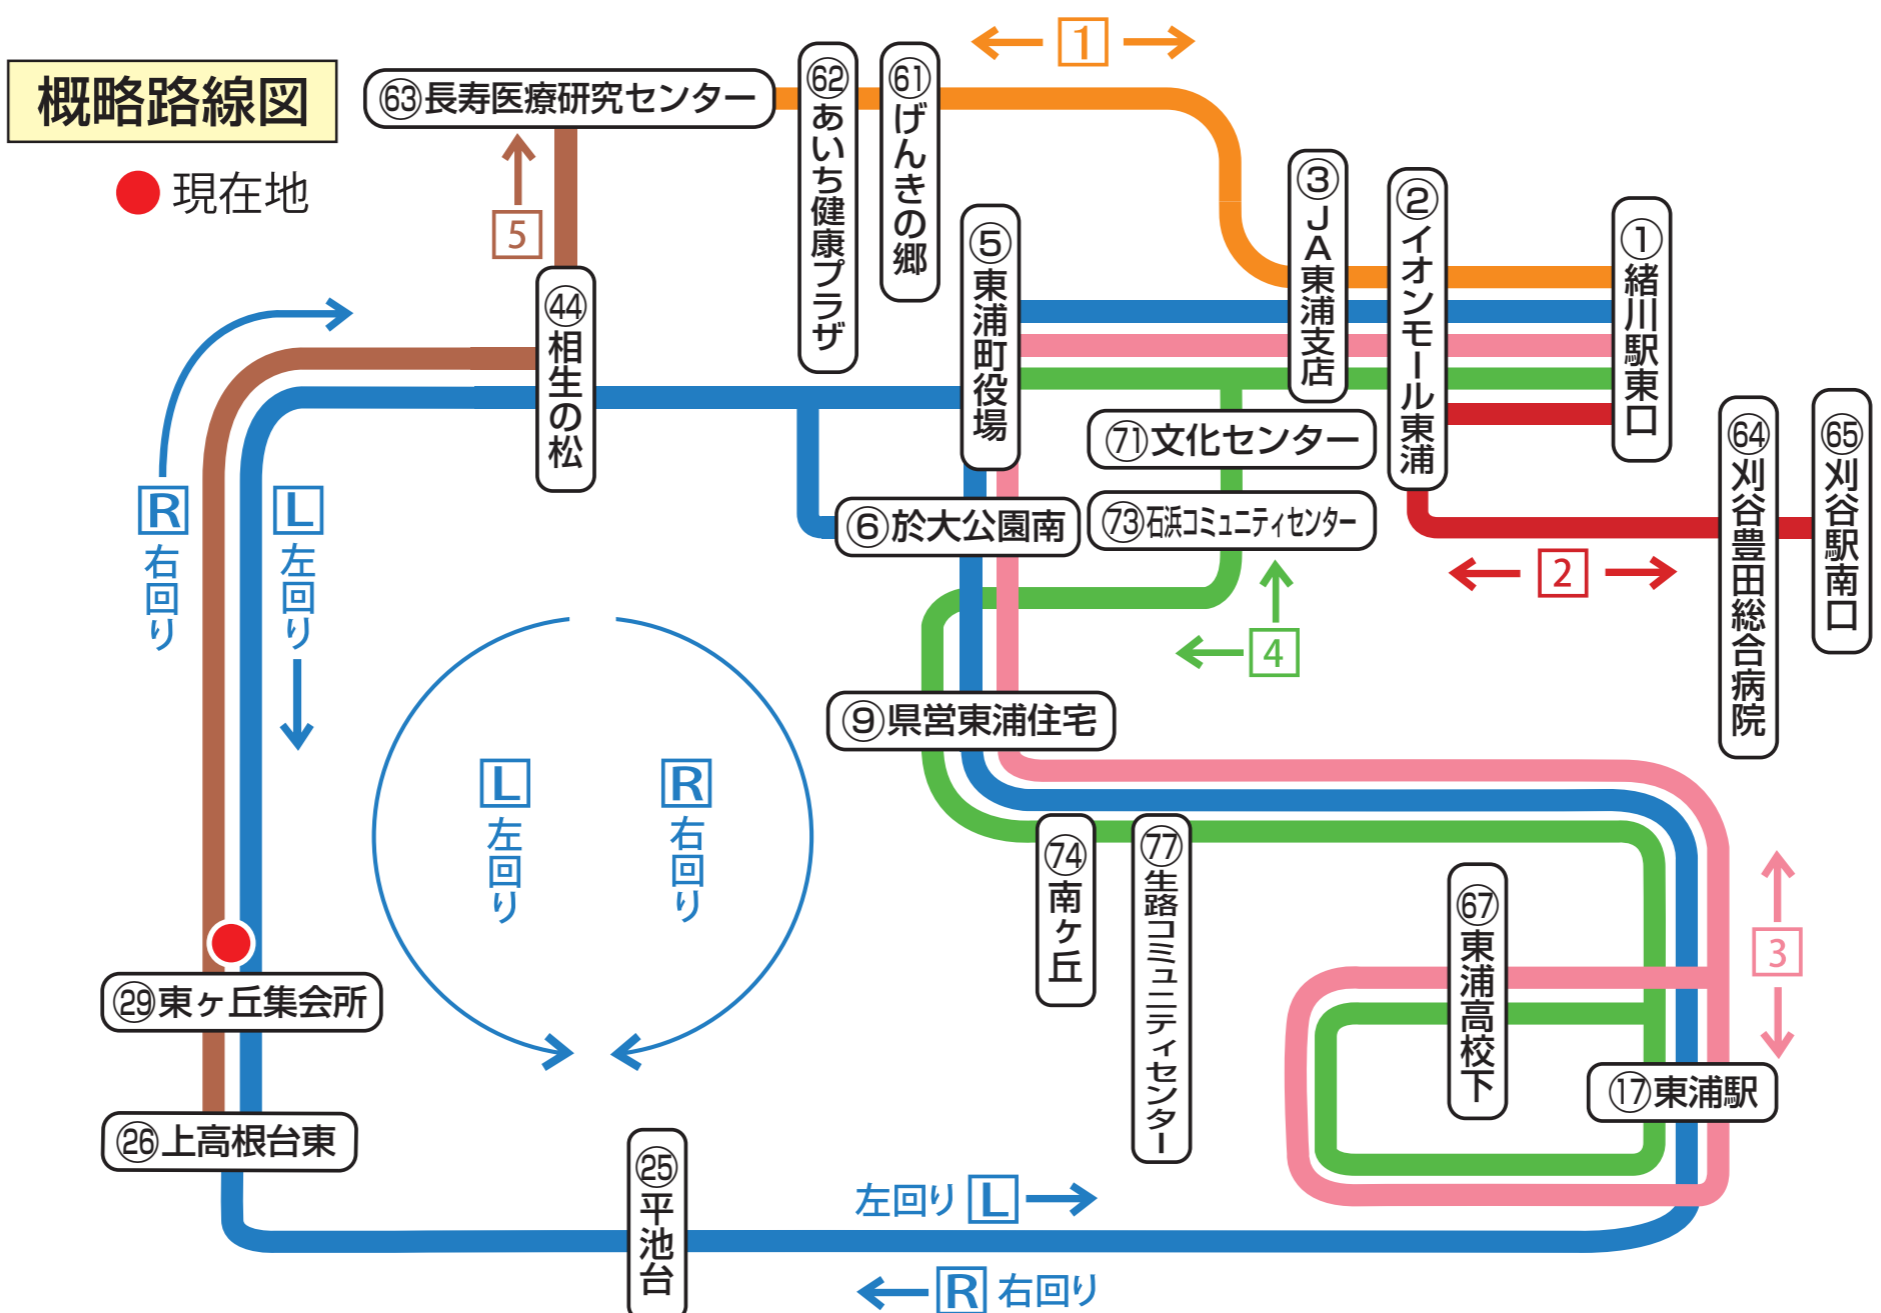 概略路線図
現在地
1
㊿+13長寿医療研究センター
62あいち健康プラザ
61げんきの郷
③JA東浦支店
②イオンモール東浦
①緒川駅東口
⑤東浦町役場
5
㊹相生の松
71文化センター
64刈谷豊田総合病院
65刈谷駅南口
R
右回り
L
左回り
⑥於大公園南
73石浜コミュニティセンター
2
4
⑨県営東浦住宅
L
左回り
R
右回り
74南ヶ丘
77生路コミュニティセンター
67東浦高校下
3
㉙東ヶ丘集会所
⑰東浦駅
㉖上高根台東
㉕平池台
左回り L
R 右回り